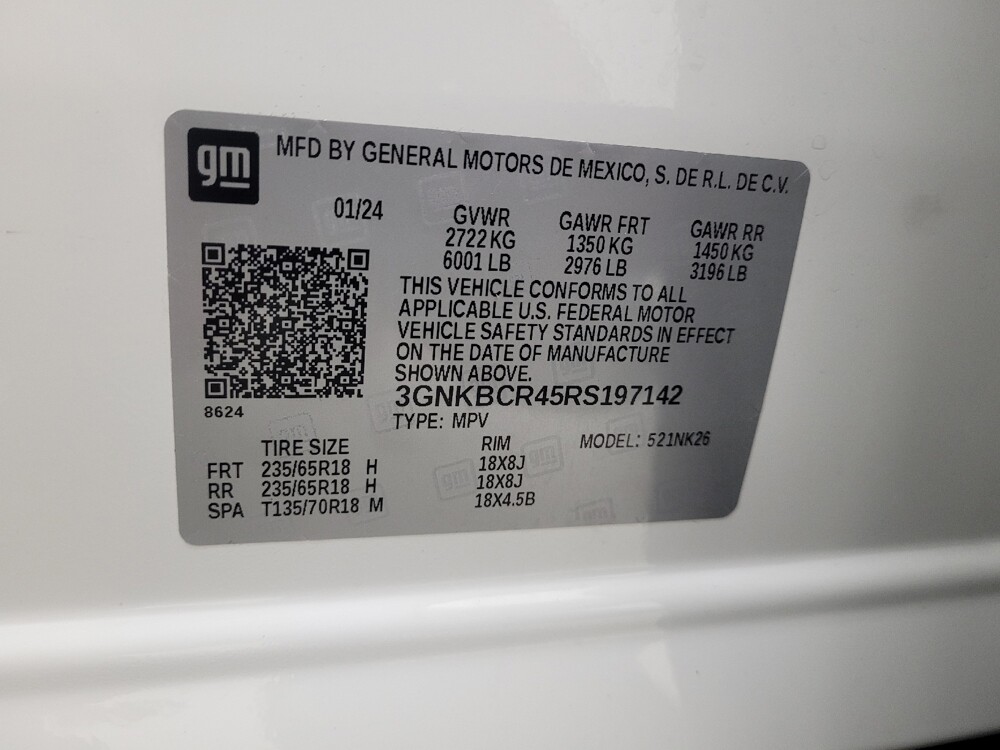 gm
MFD BY GENERAL MOTORS DE MEXICO, S. DE R.L. DE C.V.
01/24 GVWR GAWR FRT GAWR RR
2722 KG 1350 KG 1450 KG
6001 LB 2976 LB 3196 LB
THIS VEHICLE CONFORMS TO ALL
APPLICABLE U.S. FEDERAL MOTOR
VEHICLE SAFETY STANDARDS IN EFFECT
ON THE DATE OF MANUFACTURE
SHOWN ABOVE.
3GNKBCR45RS197142
8624
TYPE: MPV
TIRE SIZE RIM MODEL: 521NK26
FRT 235/65R18 H 18X8J
RR 235/65R18 H 18X8J
SPA T135/70R18 M 18X4.5B